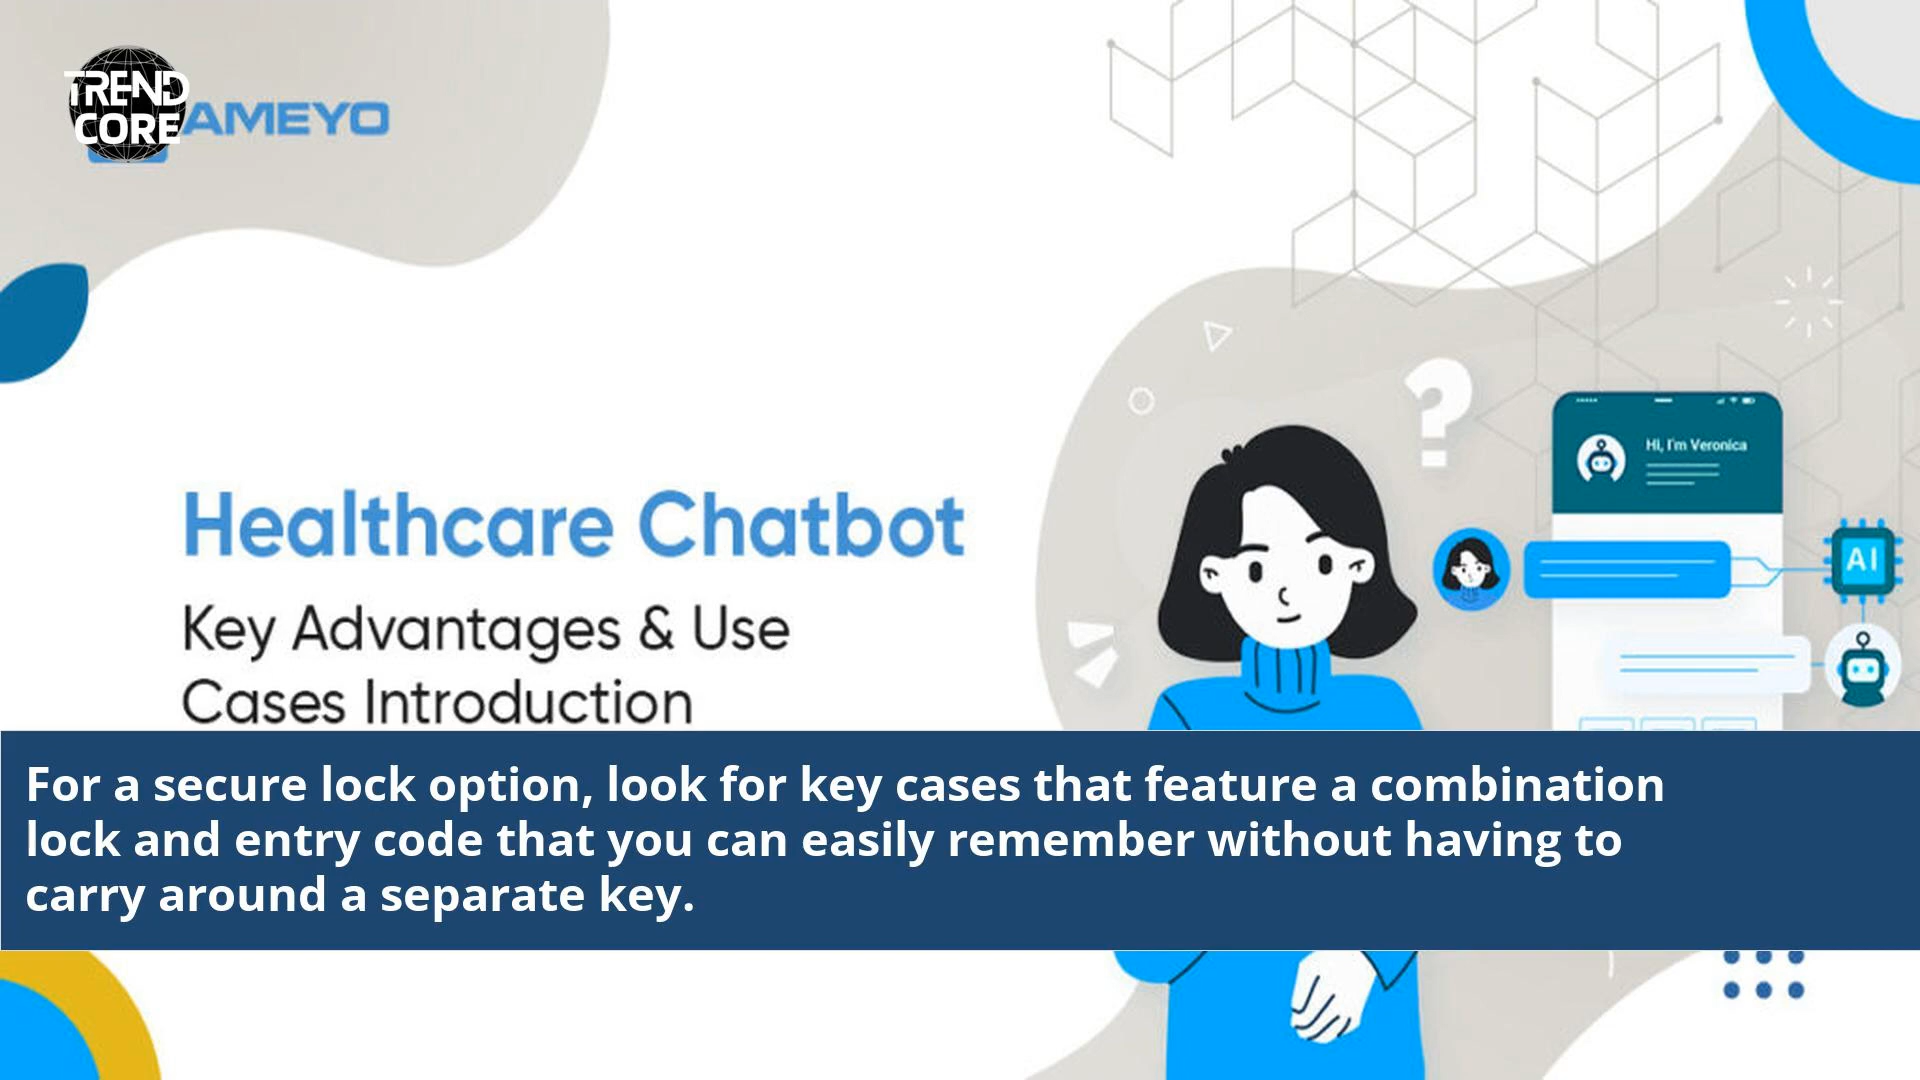 TREND
CORE
AMEYO
Hi, I'm Veronica
AI
Healthcare Chatbot
Key Advantages & Use
Cases Introduction
For a secure lock option, look for key cases that feature a combination
lock and entry code that you can easily remember without having to
carry around a separate key.